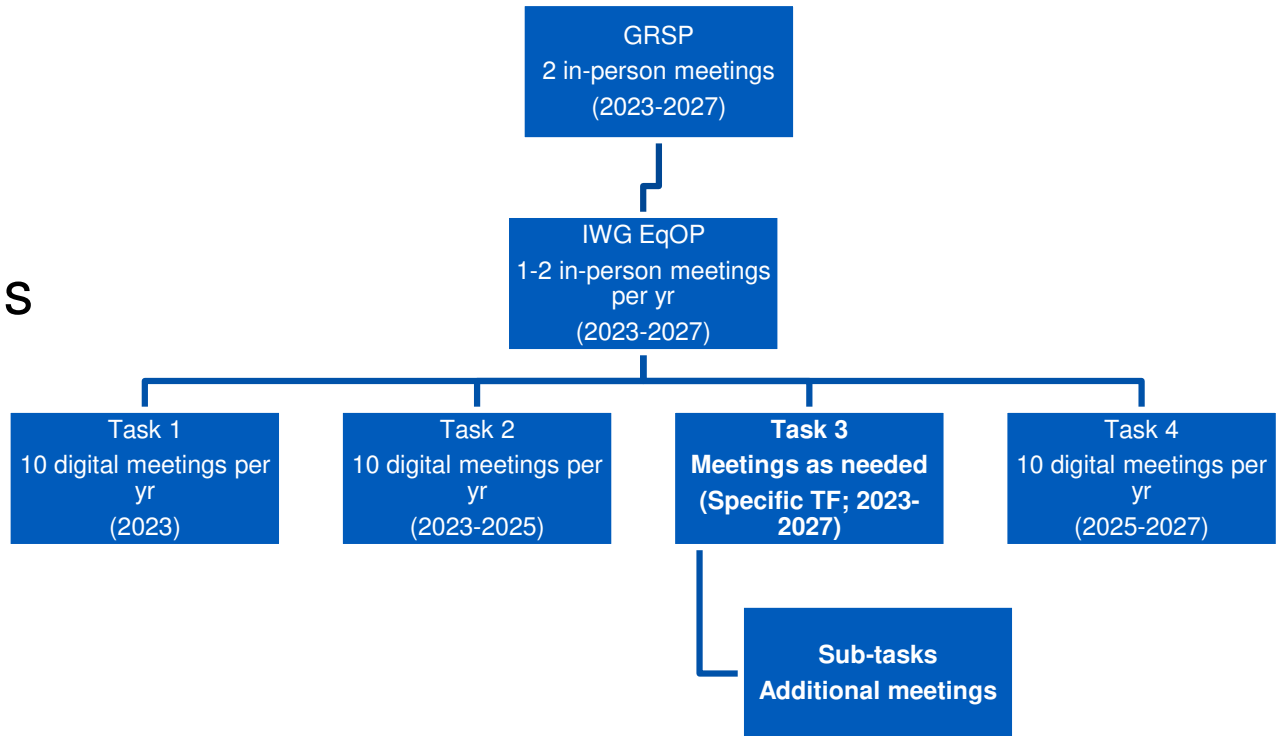 GRSP
2 in-person meetings
(2023-2027)
IWG EqOP
1-2 in-person meetings
per yr
(2023-2027)
s
Task 1
10 digital meetings per
yr
(2023)
Task 2
10 digital meetings per
yr
(2023-2025)
Task 3
Meetings as needed
(Specific TF; 2023-
2027)
Task 4
10 digital meetings per
yr
(2025-2027)
Sub-tasks
Additional meetings